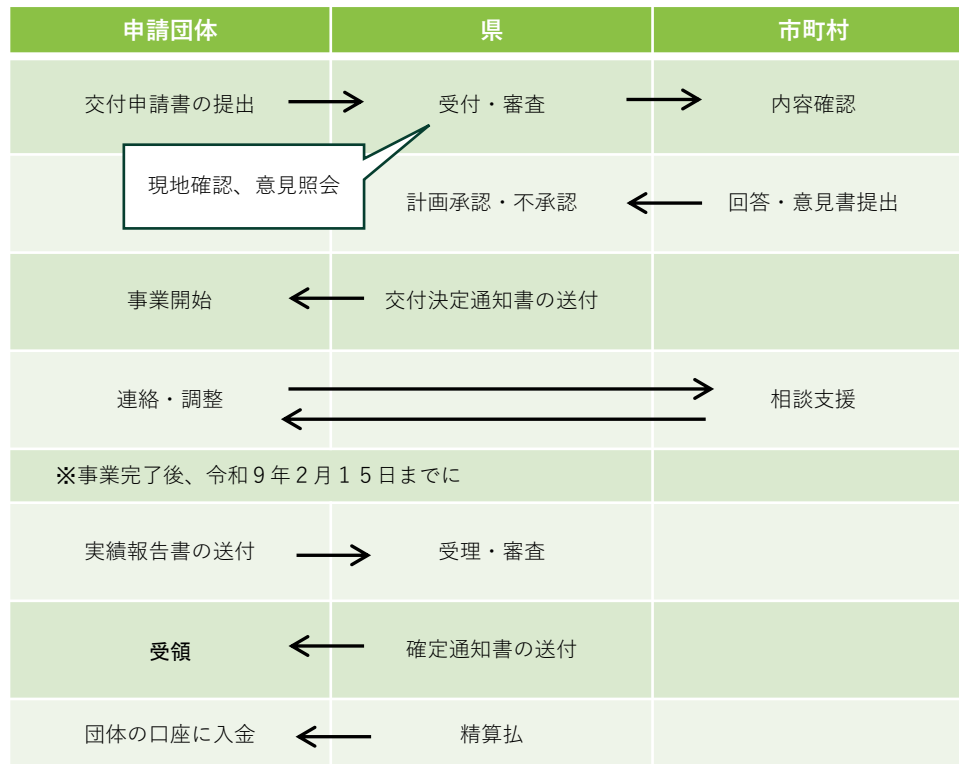 申請団体
県
市町村
交付申請書の提出
受付・審査
内容確認
現地確認、意見照会
計画承認・不承認
回答・意見書提出
事業開始
交付決定通知書の送付
連絡・調整
相談支援
※事業完了後、令和９年２月１５日までに
実績報告書の送付
受理・審査
受領
確定通知書の送付
団体の口座に入金
精算払